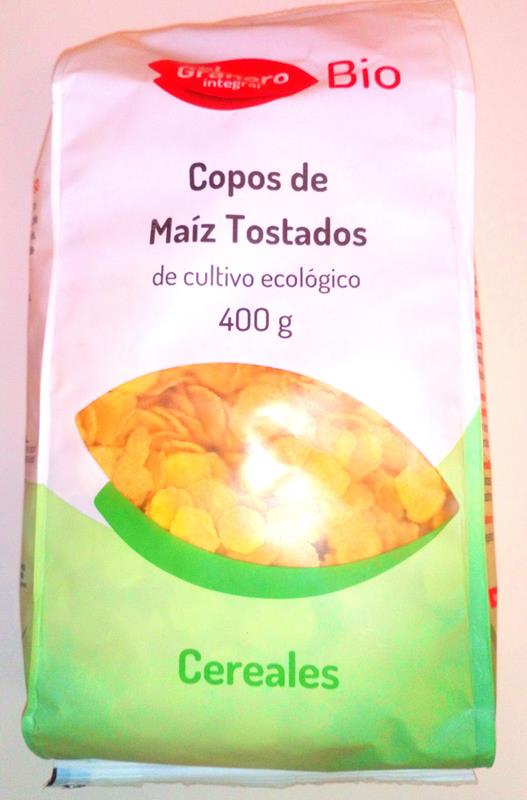 Granero
integral
Bio
Copos de
Maíz Tostados
de cultivo ecológico
400 g
Cereales